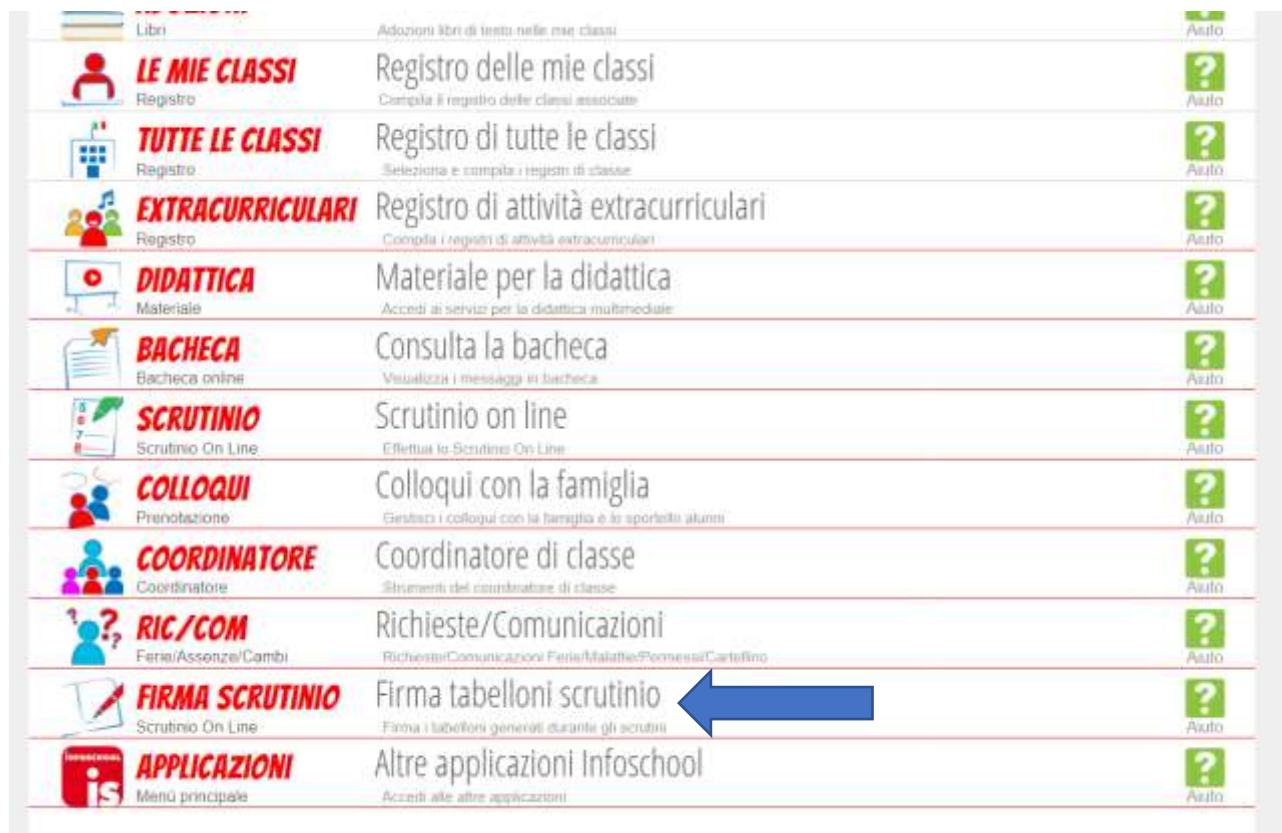 Libri
Adozioni libri di testo nelle mie classi
Aiuto
LE MIE CLASSI
Registro
Registro delle mie classi
Compila il registro delle classi associate
Aiuto
TUTTE LE CLASSI
Registro
Registro di tutte le classi
Seleziona e compila i registri di classe
Aiuto
EXTRACURRICULARI
Registro
Registro di attività extracurriculari
Compila i registri di attività extracurriculari
Aiuto
DIDATTICA
Materiale
Materiale per la didattica
Accedi ai servizi per la didattica multimediale
Aiuto
BACHECA
Bacheca online
Consulta la bacheca
Visualizza i messaggi in bacheca
Aiuto
SCRUTINIO
Scrutinio On Line
Scrutinio on line
Effettua lo Scrutinio On Line
Aiuto
COLLOQUI
Prenotazione
Colloqui con la famiglia
Gestisci i colloqui con la famiglia e lo sportello alunni
Aiuto
COORDINATORE
Coordinatore
Coordinatore di classe
Strumenti del coordinatore di classe
Aiuto
RIC/COM
Ferie/Assenze/Cambi
Richieste/Comunicazioni
Richieste/Comunicazioni Ferie/Malattie/Permessi/Cartellino
Aiuto
FIRMA SCRUTINIO
Scrutinio On Line
Firma tabelloni scrutinio
Firma i tabelloni generati durante gli scrutini
Aiuto
INFOSCHOOL
is
APPLICAZIONI
Menù principale
Altre applicazioni Infoschool
Accedi alle altre applicazioni
Aiuto